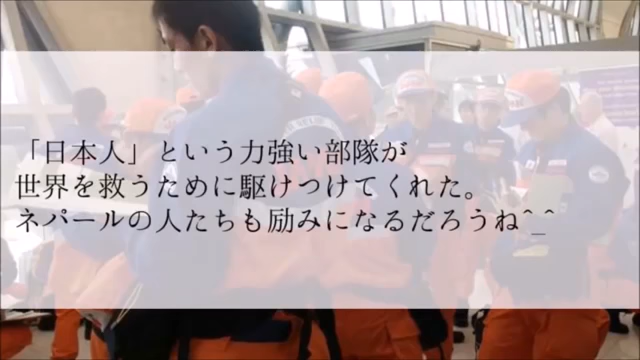 「日本人」という力強い部隊が
世界を救うために駆けつけてくれた。
ネパールの人たちも励みになるだろうね^_^